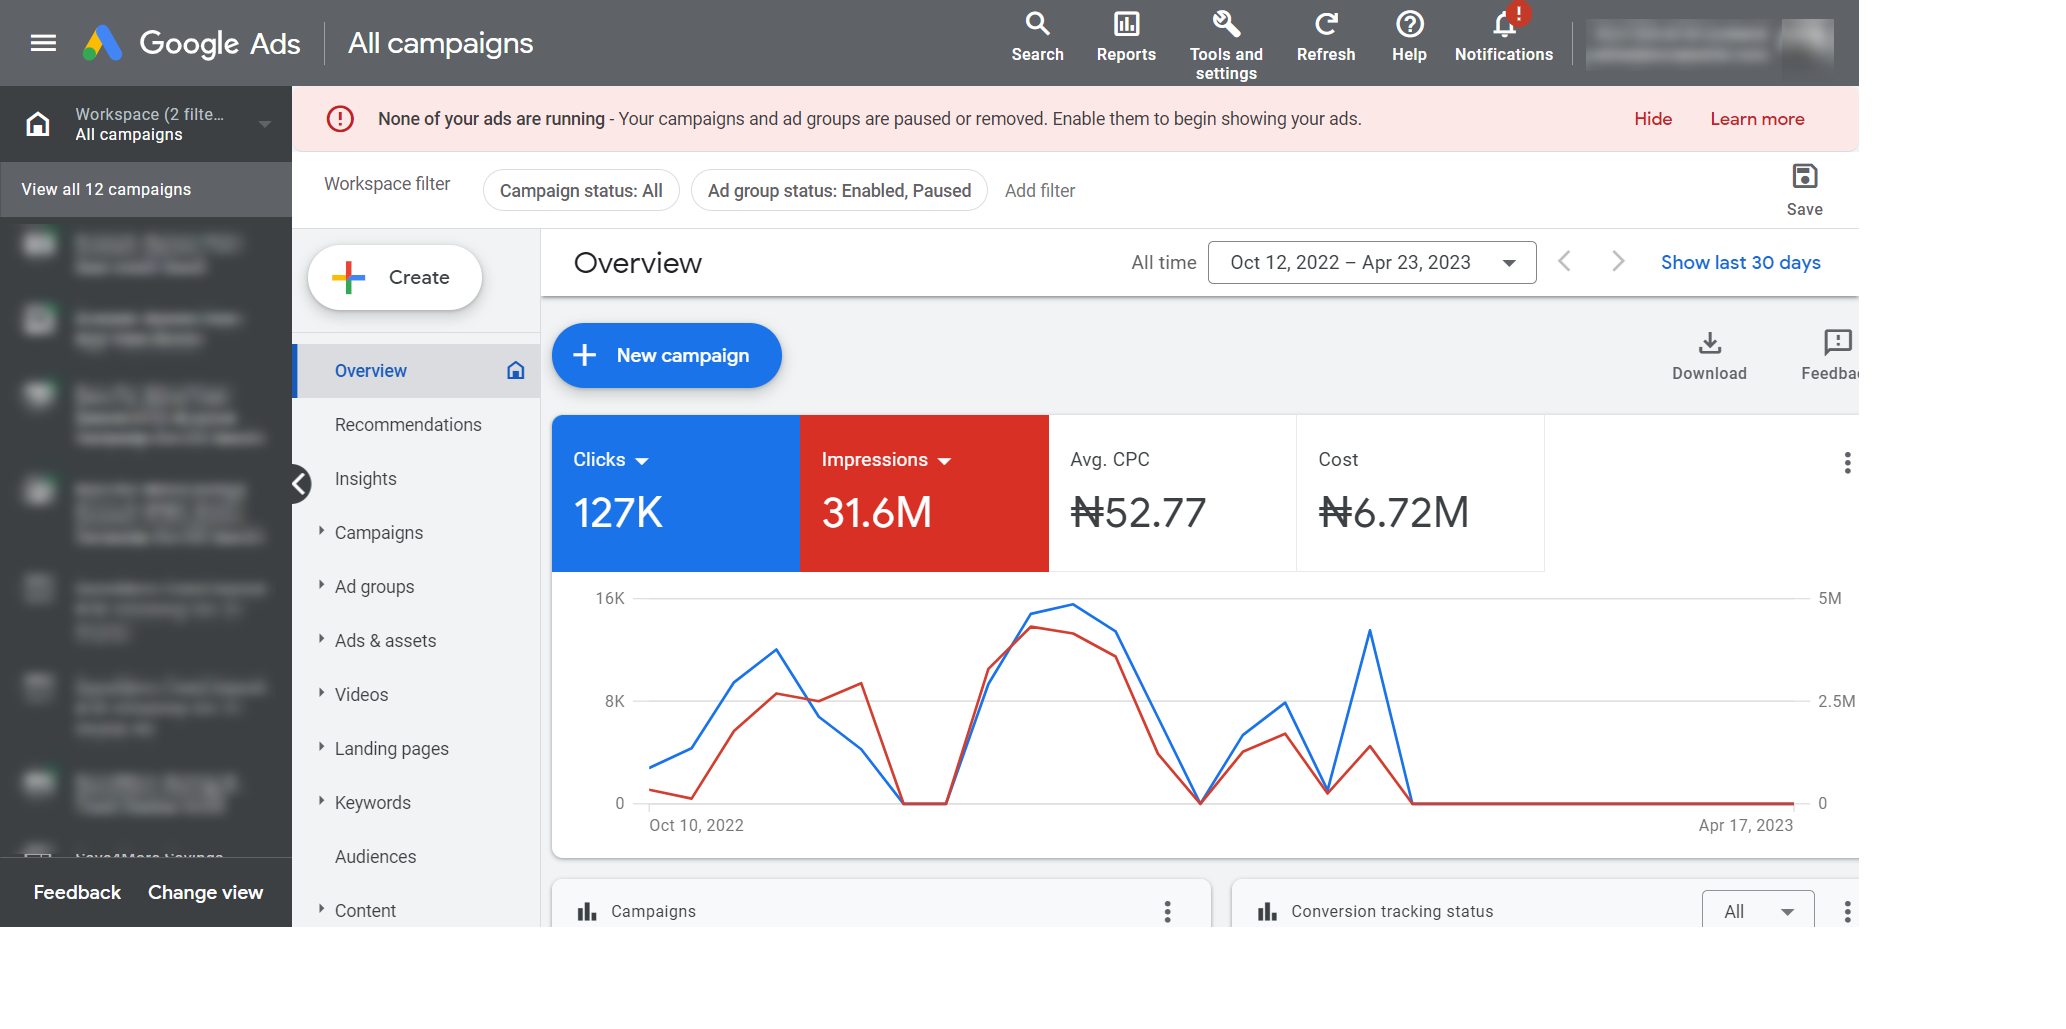 Google Ads
All campaigns
Search
Reports
Tools and
settings
Refresh
Help
Notifications
!
Workspace (2 filte...
All campaigns
View all 12 campaigns
Feedback
Change view
None of your ads are running - Your campaigns and ad groups are paused or removed. Enable them to begin showing your ads.
Hide
Learn more
Workspace filter
Campaign status: All
Ad group status: Enabled, Paused
Add filter
Save
Create
Overview
Recommendations
Insights
Campaigns
Ad groups
Ads & assets
Videos
Landing pages
Keywords
Audiences
Content
Overview
All time
Oct 12, 2022 – Apr 23, 2023
Show last 30 days
New campaign
Download
Feedba
Clicks
127K
Impressions
31.6M
Avg. CPC
₦52.77
Cost
₦6.72M
16K
5M
8K
2.5M
0
0
Oct 10, 2022
Apr 17, 2023
Campaigns
Conversion tracking status
All